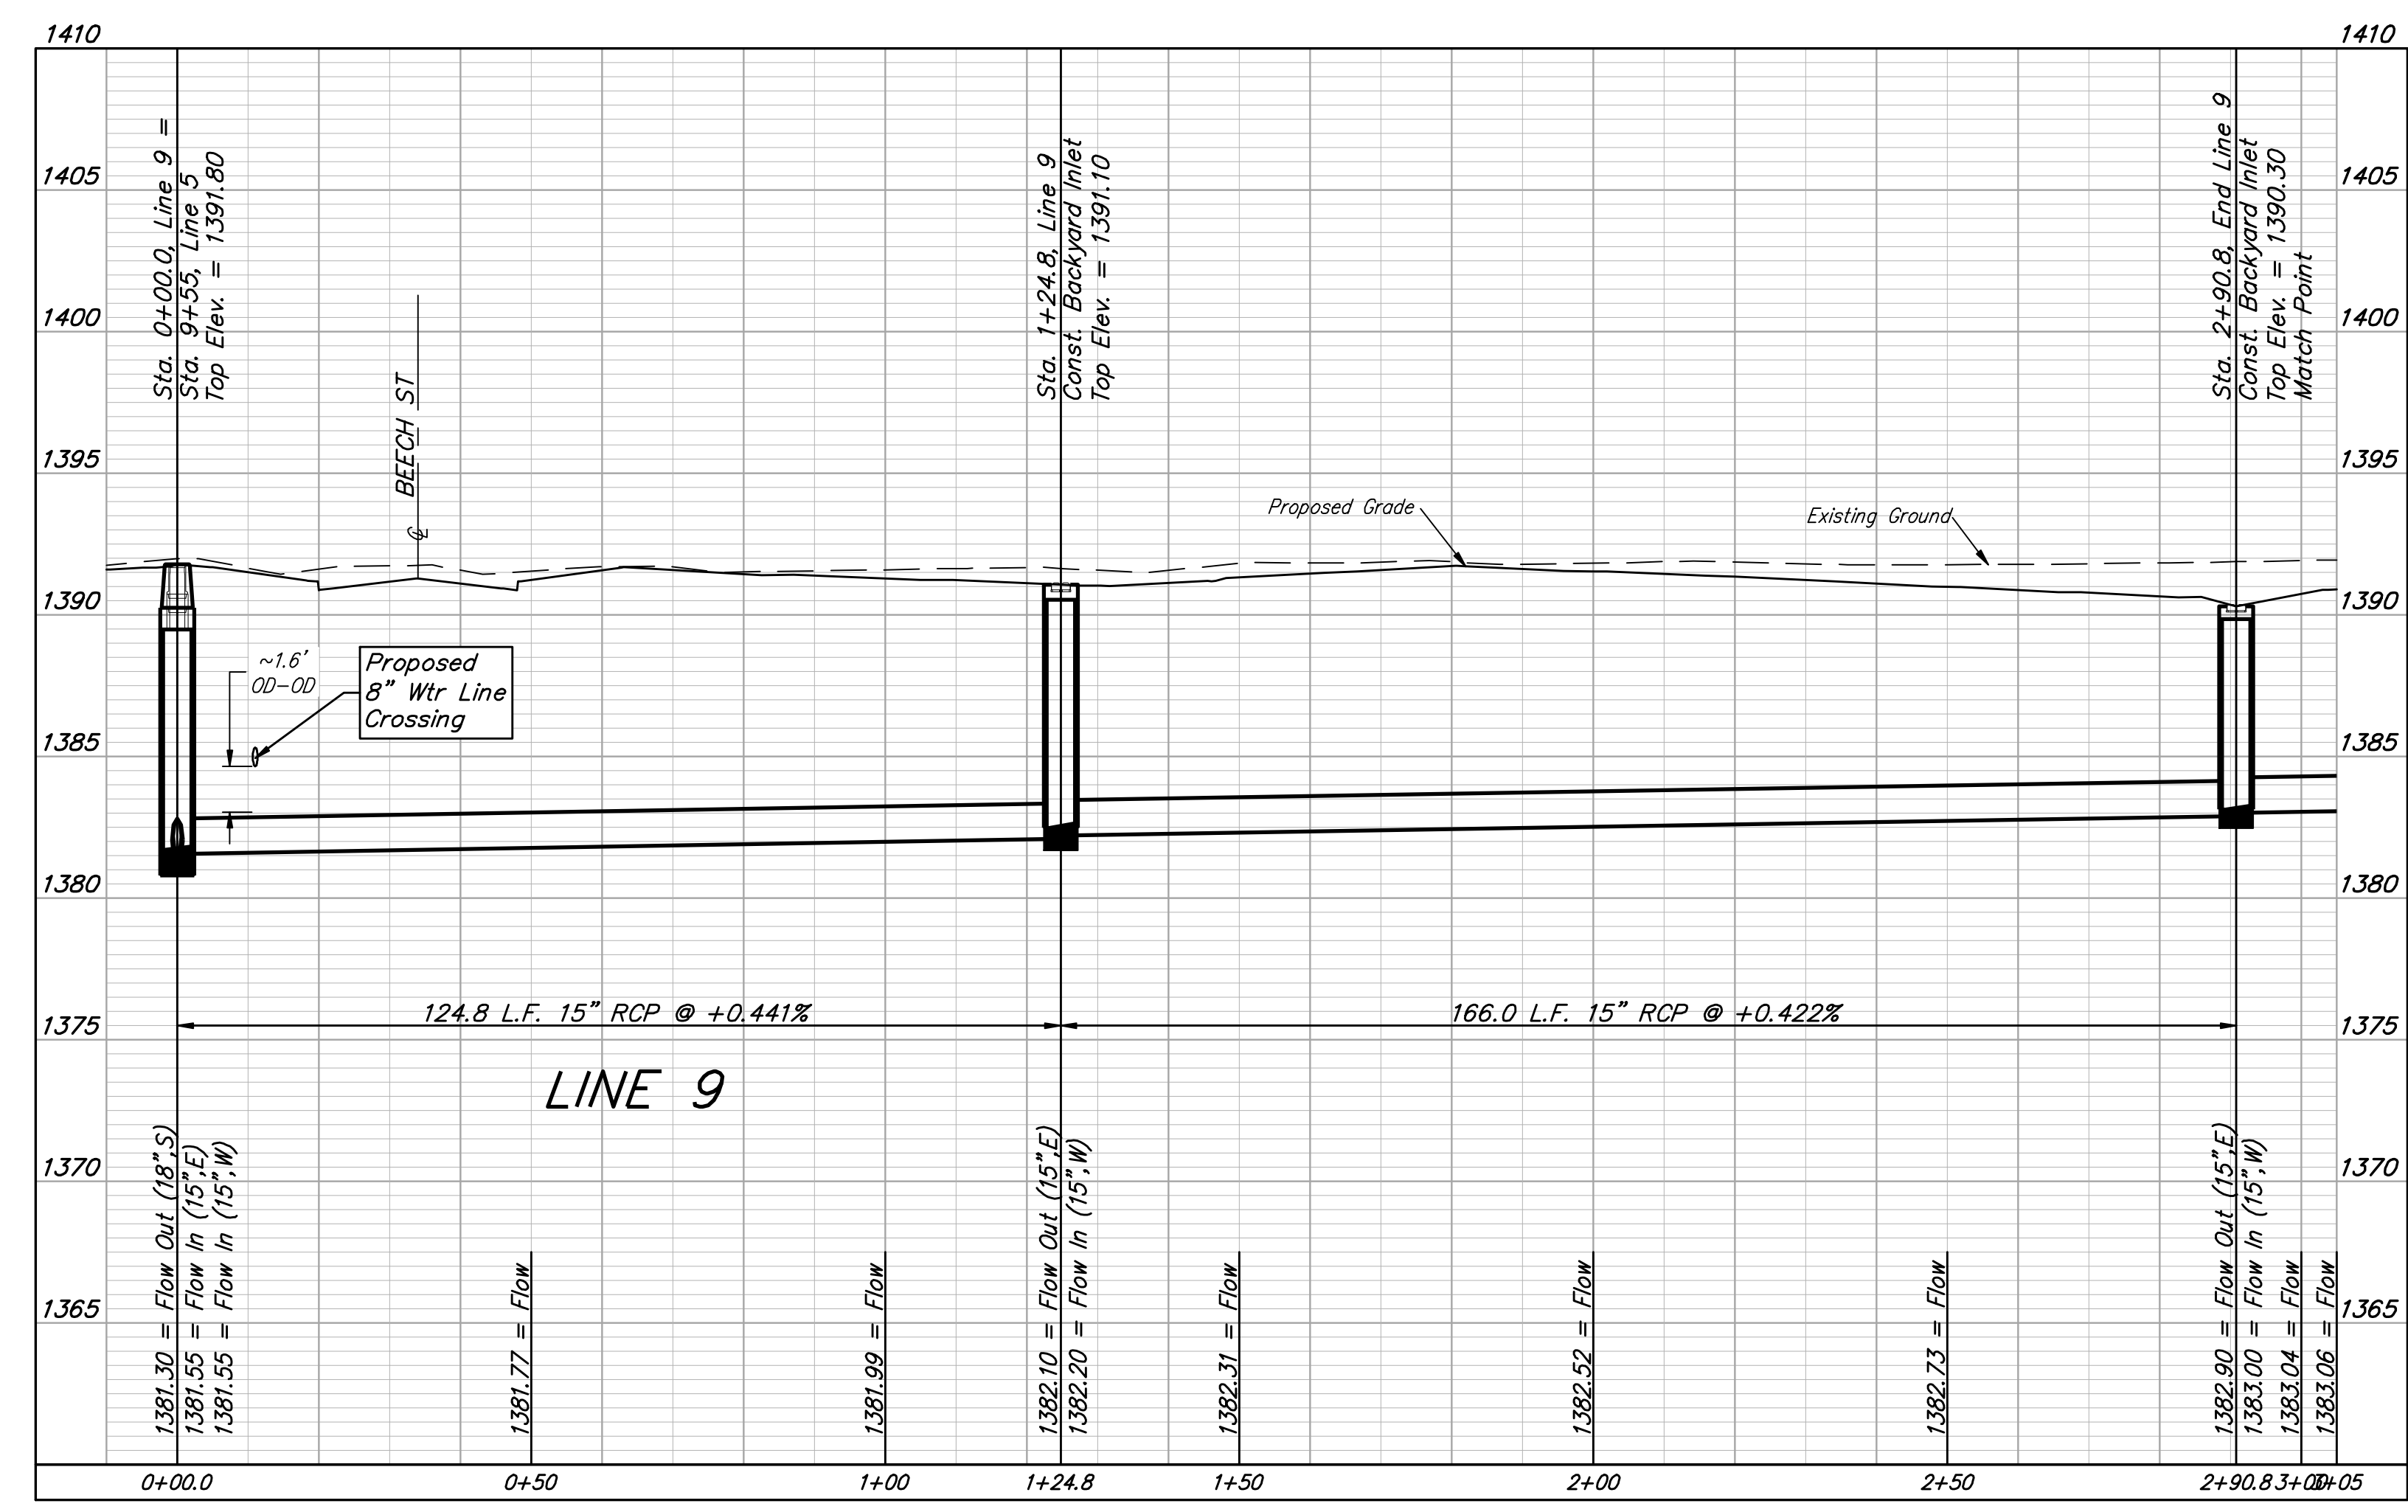 1410
1410
1405
1405
1400
1400
1395
1395
1390
1390
1385
1385
1380
1380
1375
1375
1370
1370
1365
1365
Sta. 0+00.0, Line 9 =
Sta. 9+55, Line 5
Top Elev. = 1391.80
BEECH ST
℄
Sta. 1+24.8, Line 9
Const. Backyard Inlet
Top Elev. = 1391.10
Sta. 2+90.8, End Line 9
Const. Backyard Inlet
Top Elev. = 1390.30
Match Point
Proposed Grade
Existing Ground
~1.6'
OD-OD
Proposed
8" Wtr Line
Crossing
124.8 L.F. 15" RCP @ +0.441%
166.0 L.F. 15" RCP @ +0.422%
LINE 9
1381.30 = Flow Out (18",S)
1381.55 = Flow In (15",E)
1381.55 = Flow In (15",W)
1381.77 = Flow
1381.99 = Flow
1382.10 = Flow Out (15",E)
1382.20 = Flow In (15",W)
1382.31 = Flow
1382.52 = Flow
1382.73 = Flow
1382.90 = Flow Out (15",E)
1383.00 = Flow In (15",W)
1383.04 = Flow
1383.06 = Flow
0+00.0
0+50
1+00
1+24.8
1+50
2+00
2+50
2+90.8
3+00
3+05